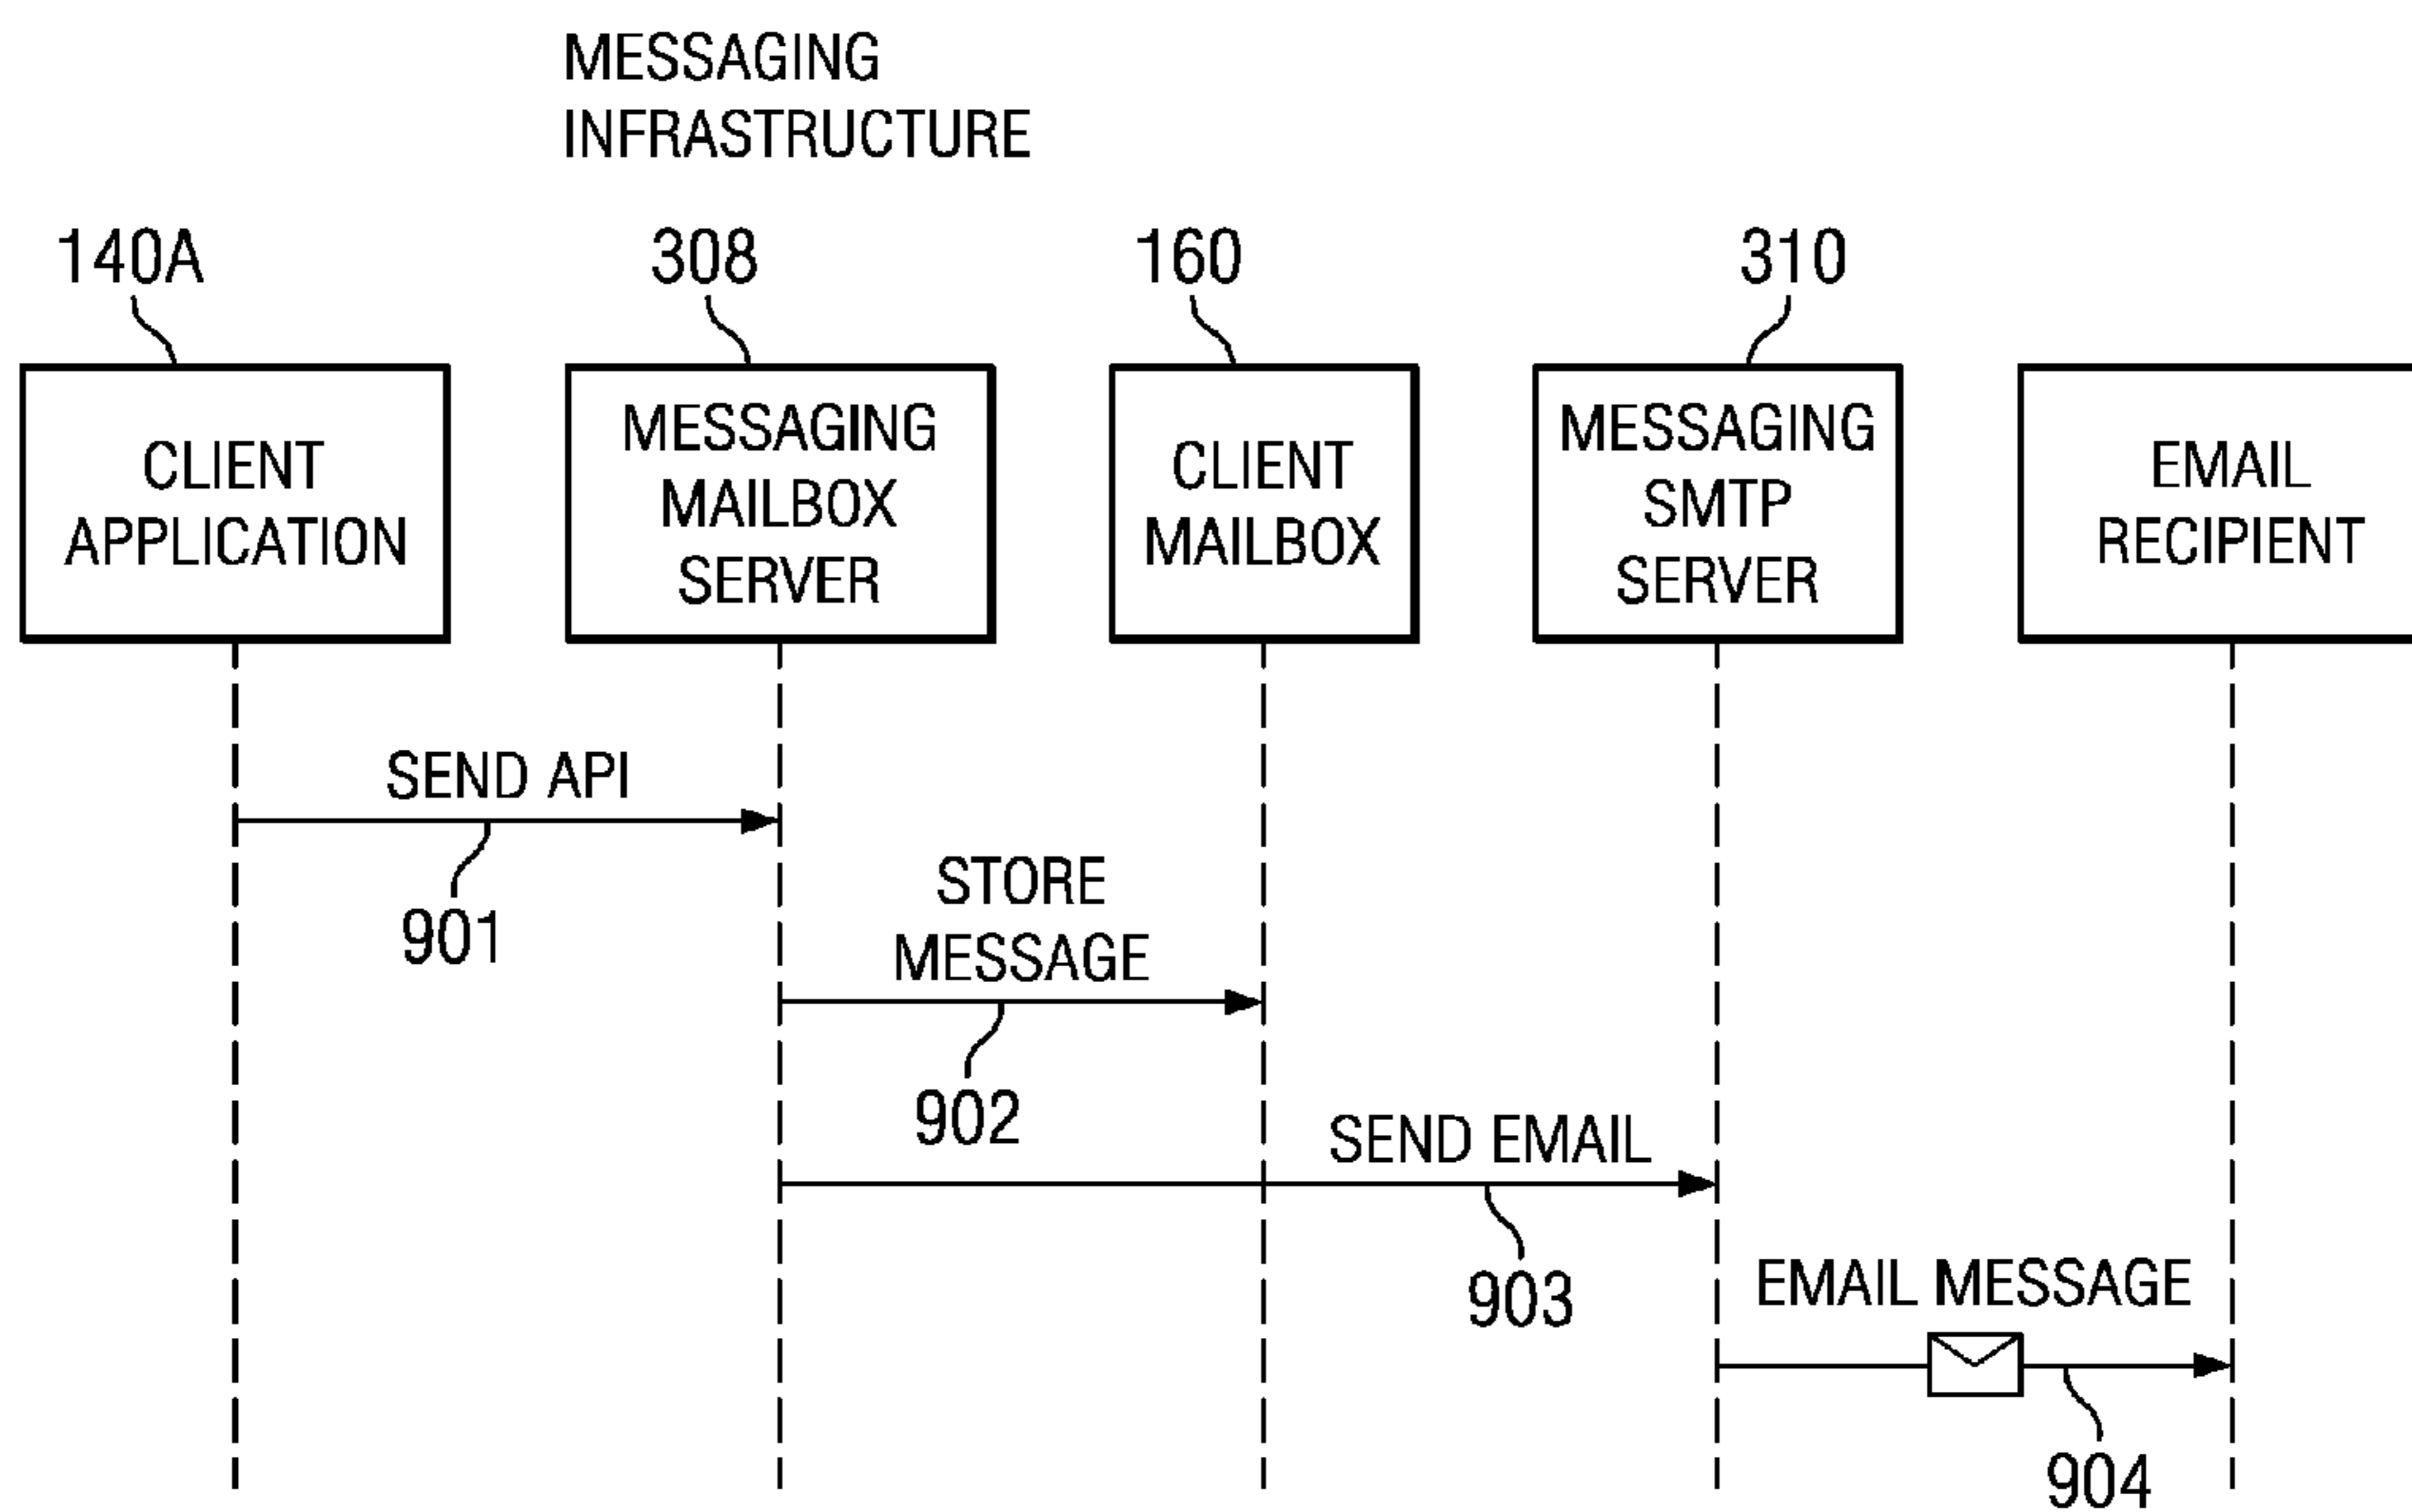 MESSAGING
INFRASTRUCTURE
140A
308
160
310
CLIENT
APPLICATION
MESSAGING
MAILBOX
SERVER
CLIENT
MAILBOX
MESSAGING
SMTP
SERVER
EMAIL
RECIPIENT
SEND API
901
STORE
MESSAGE
902
SEND EMAIL
903
EMAIL MESSAGE
904